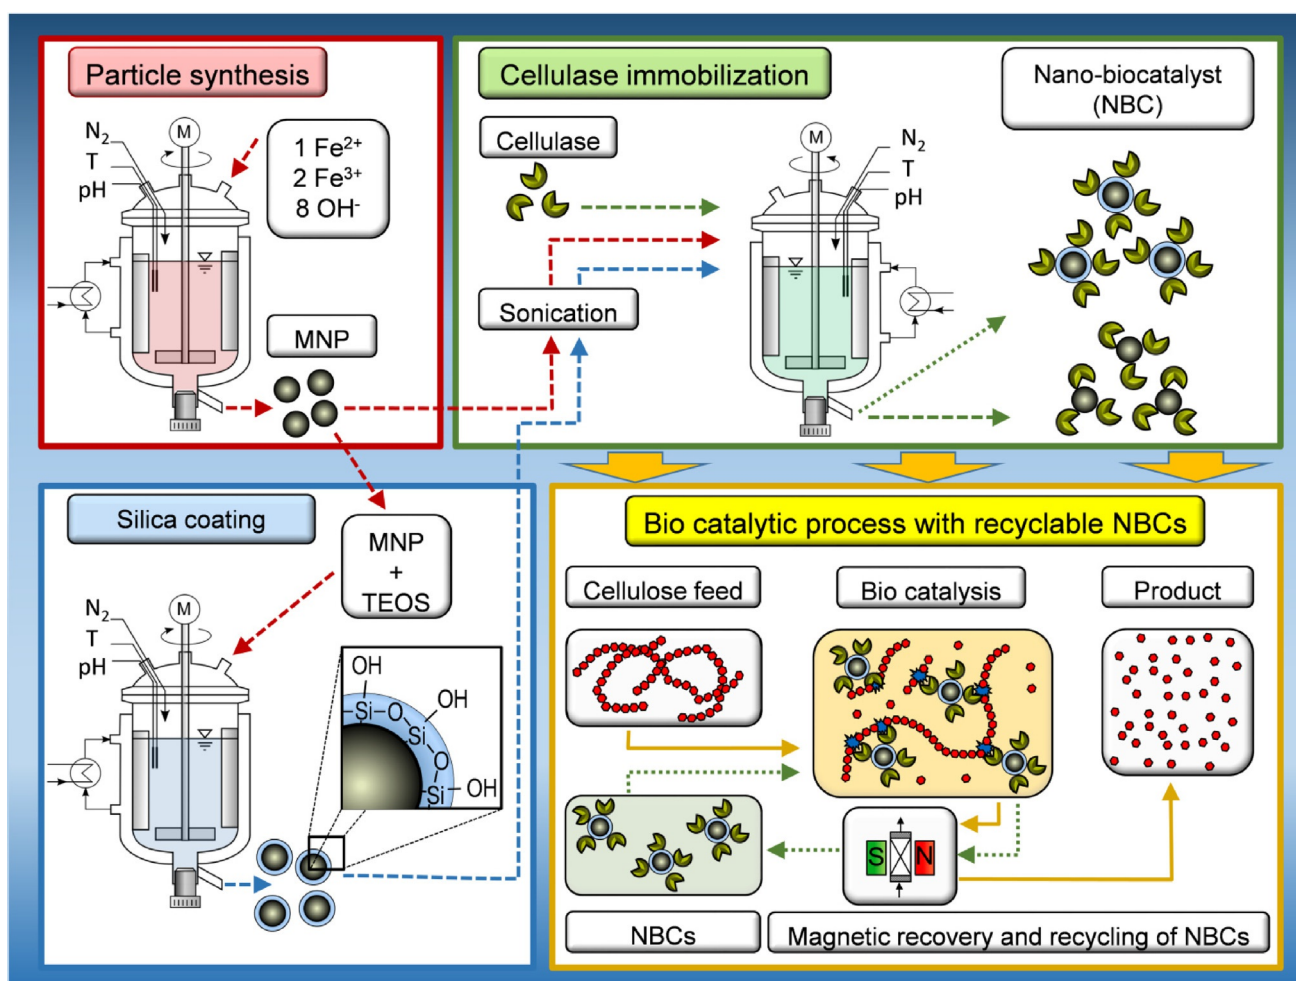 Particle synthesis
N₂
T
pH
M
1 Fe²⁺
2 Fe³⁺
8 OH⁻
MNP
Cellulase immobilization
Cellulase
Sonication
M
N₂
T
pH
Nano-biocatalyst
(NBC)
Silica coating
MNP
+
TEOS
N₂
T
pH
M
OH
OH
Si
O
Si
O
Si
OH
Bio catalytic process with recyclable NBCs
Cellulose feed
Bio catalysis
Product
S
N
NBCs
Magnetic recovery and recycling of NBCs